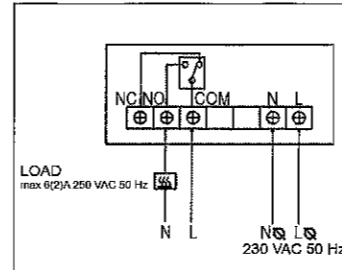 NC NO COM N L
LOAD
max 6(2)A 250 VAC 50 Hz
N L N L
230 VAC 50 Hz